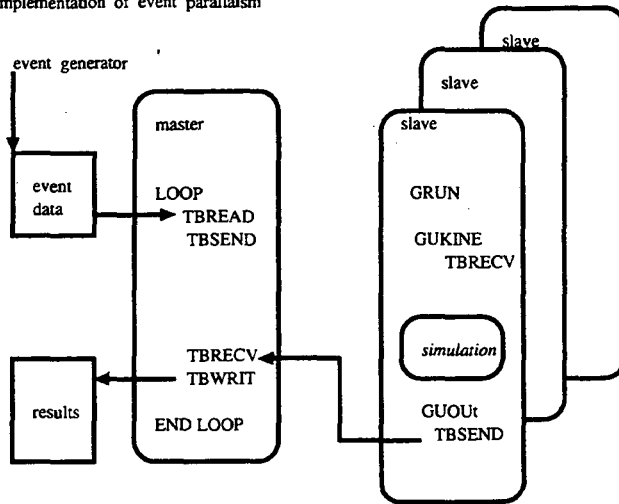 implementation of event parallaism
event generator
event
data
results
master
LOOP
TBREAD
TBSEND
TBRECV
TBWRIT
END LOOP
slave
slave
slave
GRUN
GUKINE
TBRECV
simulation
GUOUt
TBSEND